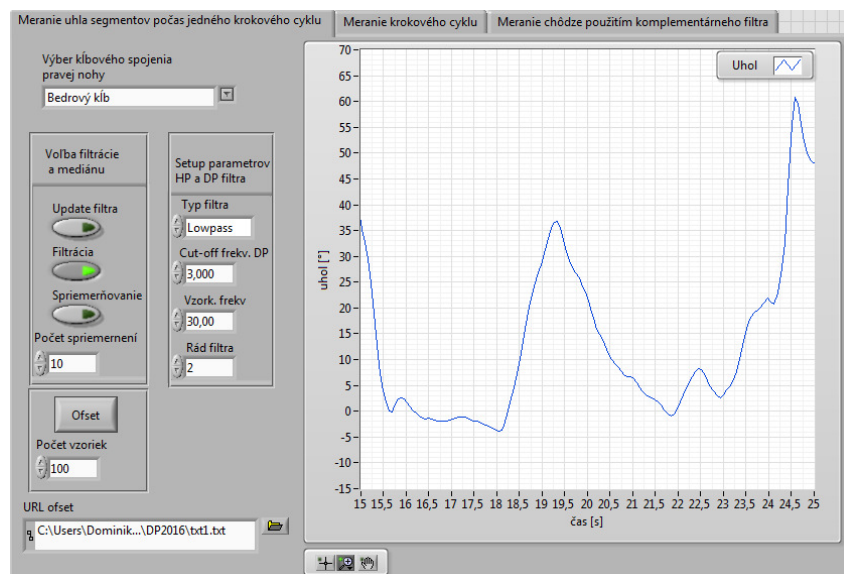 Meranie uhla segmentov počas jedného krokového cyklu
Meranie krokového cyklu
Meranie chôdze použitím komplementárneho filtra
Výber kĺbového spojenia
pravej nohy
Bedrový kĺb
Voľba filtrácie
a mediánu
Update filtra
Filtrácia
Spriemerňovanie
Počet spriemernení
10
Setup parametrov
HP a DP filtra
Typ filtra
Lowpass
Cut-off frekv. DP
3,000
Vzork. frekv
30,00
Rád filtra
2
Ofset
Počet vzoriek
100
URL ofset
C:\Users\Dominik...\DP2016\txt1.txt
Uhol
uhol [°]
70
65
60
55
50
45
40
35
30
25
20
15
10
5
0
-5
-10
-15
15 15,5 16 16,5 17 17,5 18 18,5 19 19,5 20 20,5 21 21,5 22 22,5 23 23,5 24 24,5 25
čas [s]